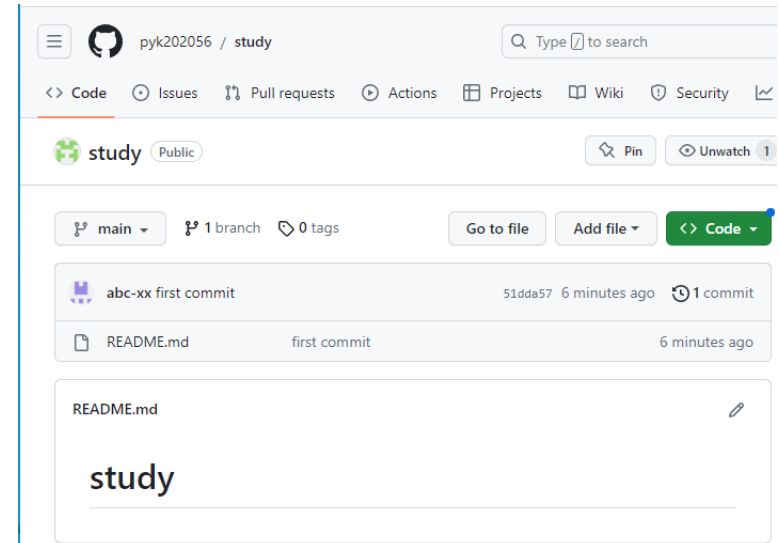 pyk202056 / study
Type / to search
<> Code Issues Pull requests Actions Projects Wiki Security
study Public Pin Unwatch 1
main 1 branch 0 tags Go to file Add file <> Code
abc-xx first commit 51dda57 6 minutes ago 1 commit
README.md first commit 6 minutes ago
README.md
study